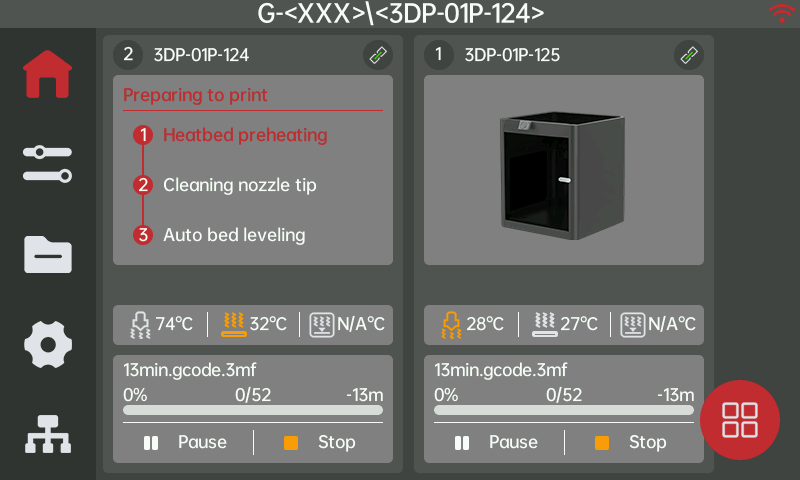 G-<XXX>\<3DP-01P-124>
2 3DP-01P-124
Preparing to print
1 Heatbed preheating
2 Cleaning nozzle tip
3 Auto bed leveling
74°C 32°C N/A°C
13min.gcode.3mf
0% 0/52 -13m
Pause Stop
1 3DP-01P-125
28°C 27°C N/A°C
13min.gcode.3mf
0% 0/52 -13m
Pause Stop